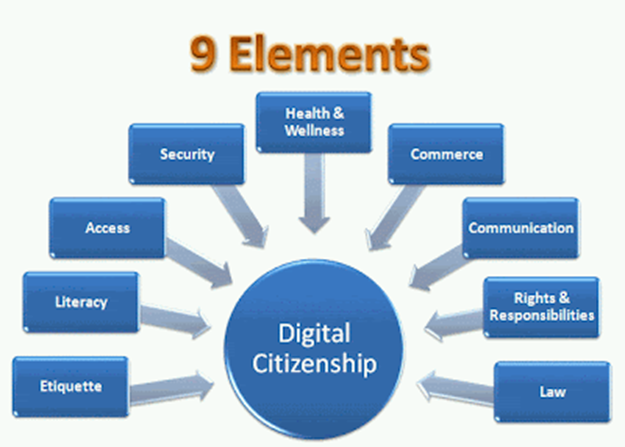 9 Elements
Health &
Wellness
Security
Commerce
Access
Communication
Literacy
Rights &
Responsibilities
Etiquette
Law
Digital
Citizenship